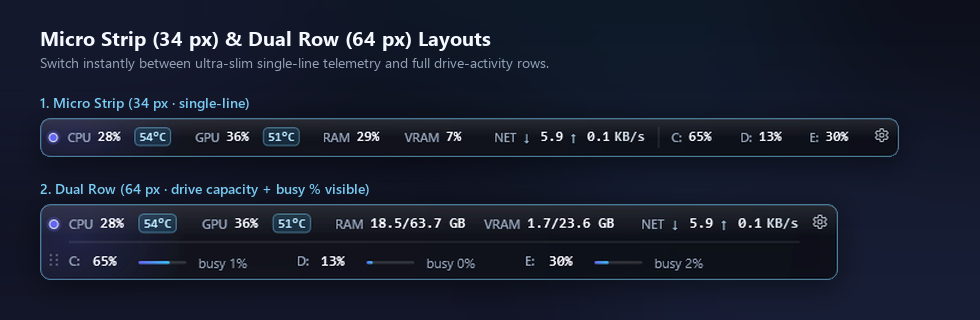 Micro Strip (34 px) & Dual Row (64 px) Layouts
Switch instantly between ultra-slim single-line telemetry and full drive-activity rows.
1. Micro Strip (34 px · single-line)
CPU 28% 54°C GPU 36% 51°C RAM 29% VRAM 7% NET ↓ 5.9 ↑ 0.1 KB/s C: 65% D: 13% E: 30%
2. Dual Row (64 px · drive capacity + busy % visible)
CPU 28% 54°C GPU 36% 51°C RAM 18.5/63.7 GB VRAM 1.7/23.6 GB NET ↓ 5.9 ↑ 0.1 KB/s
C: 65% busy 1% D: 13% busy 0% E: 30% busy 2%